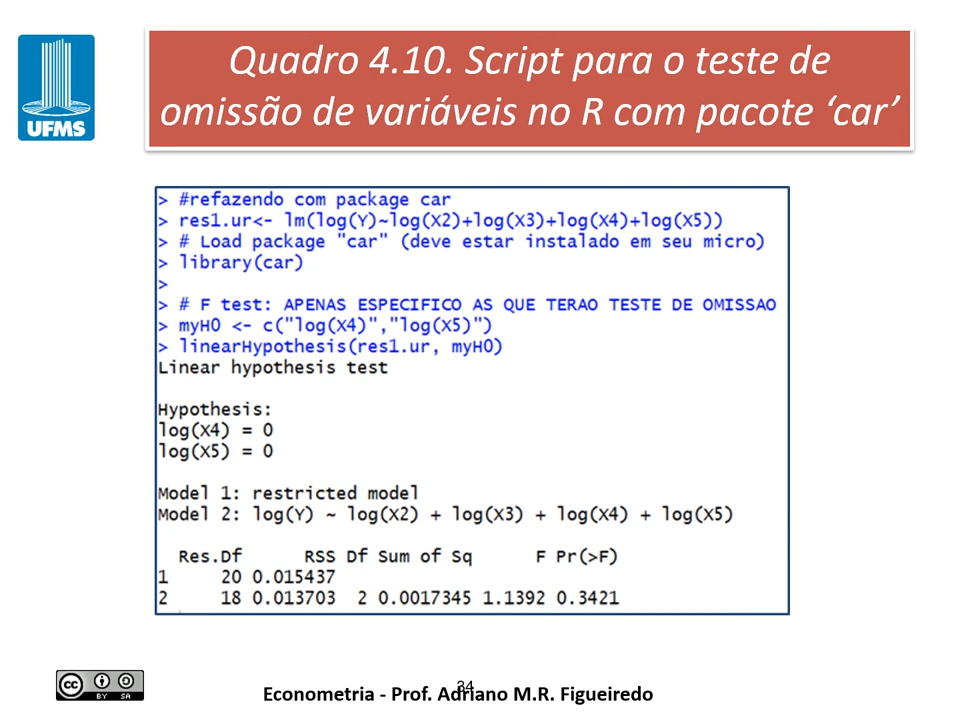 UFMS
Quadro 4.10. Script para o teste de
omissão de variáveis no R com pacote ‘car’
> #refazendo com package car
> res1.ur<- lm(log(Y)~log(X2)+log(X3)+log(X4)+log(X5))
> # Load package "car" (deve estar instalado em seu micro)
> library(car)
>
> # F test: APENAS ESPECIFICO AS QUE TERAO TESTE DE OMISSAO
> myH0 <- c("log(X4)","log(X5)")
> linearHypothesis(res1.ur, myH0)
Linear hypothesis test
Hypothesis:
log(X4) = 0
log(X5) = 0
Model 1: restricted model
Model 2: log(Y) ~ log(X2) + log(X3) + log(X4) + log(X5)
Res.Df RSS Df Sum of Sq F Pr(>F)
1 20 0.015437
2 18 0.013703 2 0.0017345 1.1392 0.3421
cc BY SA
34
Econometria - Prof. Adriano M.R. Figueiredo